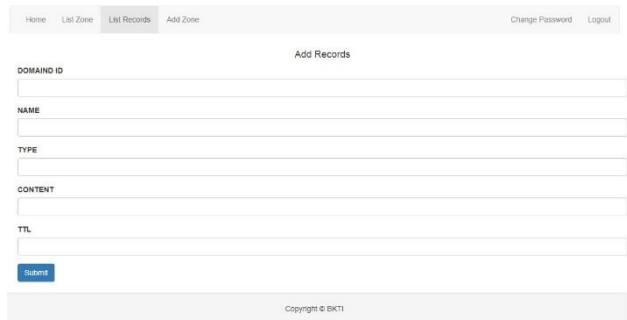 Home List Zone List Records Add Zone Change Password Logout
Add Records
DOMAIND ID
NAME
TYPE
CONTENT
TTL
Submit
Copyright © BKTI